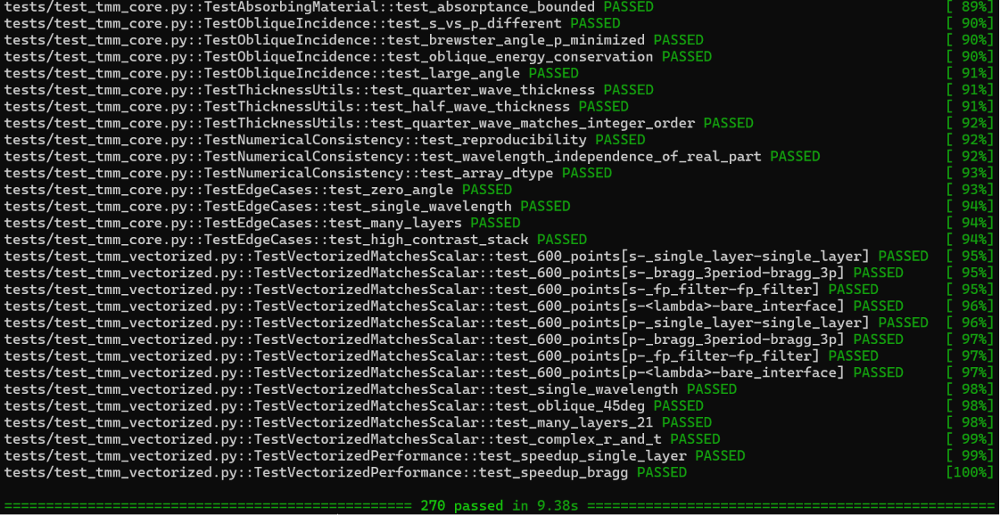 tests/test_tmm_core.py::TestAbsorbingMaterial::test_absorptance_bounded PASSED [ 89%]
tests/test_tmm_core.py::TestObliqueIncidence::test_s_vs_p_different PASSED [ 90%]
tests/test_tmm_core.py::TestObliqueIncidence::test_brewster_angle_p_minimized PASSED [ 90%]
tests/test_tmm_core.py::TestObliqueIncidence::test_oblique_energy_conservation PASSED [ 90%]
tests/test_tmm_core.py::TestObliqueIncidence::test_large_angle PASSED [ 91%]
tests/test_tmm_core.py::TestThicknessUtils::test_quarter_wave_thickness PASSED [ 91%]
tests/test_tmm_core.py::TestThicknessUtils::test_half_wave_thickness PASSED [ 91%]
tests/test_tmm_core.py::TestThicknessUtils::test_quarter_wave_matches_integer_order PASSED [ 92%]
tests/test_tmm_core.py::TestNumericalConsistency::test_reproducibility PASSED [ 92%]
tests/test_tmm_core.py::TestNumericalConsistency::test_wavelength_independence_of_real_part PASSED [ 92%]
tests/test_tmm_core.py::TestNumericalConsistency::test_array_dtype PASSED [ 93%]
tests/test_tmm_core.py::TestEdgeCases::test_zero_angle PASSED [ 93%]
tests/test_tmm_core.py::TestEdgeCases::test_single_wavelength PASSED [ 94%]
tests/test_tmm_core.py::TestEdgeCases::test_many_layers PASSED [ 94%]
tests/test_tmm_core.py::TestEdgeCases::test_high_contrast_stack PASSED [ 94%]
tests/test_tmm_vectorized.py::TestVectorizedMatchesScalar::test_600_points[s-_single_layer-single_layer] PASSED [ 95%]
tests/test_tmm_vectorized.py::TestVectorizedMatchesScalar::test_600_points[s-_bragg_3period-bragg_3p] PASSED [ 95%]
tests/test_tmm_vectorized.py::TestVectorizedMatchesScalar::test_600_points[s-_fp_filter-fp_filter] PASSED [ 95%]
tests/test_tmm_vectorized.py::TestVectorizedMatchesScalar::test_600_points[s-<lambda>-bare_interface] PASSED [ 96%]
tests/test_tmm_vectorized.py::TestVectorizedMatchesScalar::test_600_points[p-_single_layer-single_layer] PASSED [ 96%]
tests/test_tmm_vectorized.py::TestVectorizedMatchesScalar::test_600_points[p-_bragg_3period-bragg_3p] PASSED [ 97%]
tests/test_tmm_vectorized.py::TestVectorizedMatchesScalar::test_600_points[p-_fp_filter-fp_filter] PASSED [ 97%]
tests/test_tmm_vectorized.py::TestVectorizedMatchesScalar::test_600_points[p-<lambda>-bare_interface] PASSED [ 97%]
tests/test_tmm_vectorized.py::TestVectorizedMatchesScalar::test_single_wavelength PASSED [ 98%]
tests/test_tmm_vectorized.py::TestVectorizedMatchesScalar::test_oblique_45deg PASSED [ 98%]
tests/test_tmm_vectorized.py::TestVectorizedMatchesScalar::test_many_layers_21 PASSED [ 98%]
tests/test_tmm_vectorized.py::TestVectorizedMatchesScalar::test_complex_r_and_t PASSED [ 99%]
tests/test_tmm_vectorized.py::TestVectorizedPerformance::test_speedup_single_layer PASSED [ 99%]
tests/test_tmm_vectorized.py::TestVectorizedPerformance::test_speedup_bragg PASSED [100%]
================================================= 270 passed in 9.38s =================================================